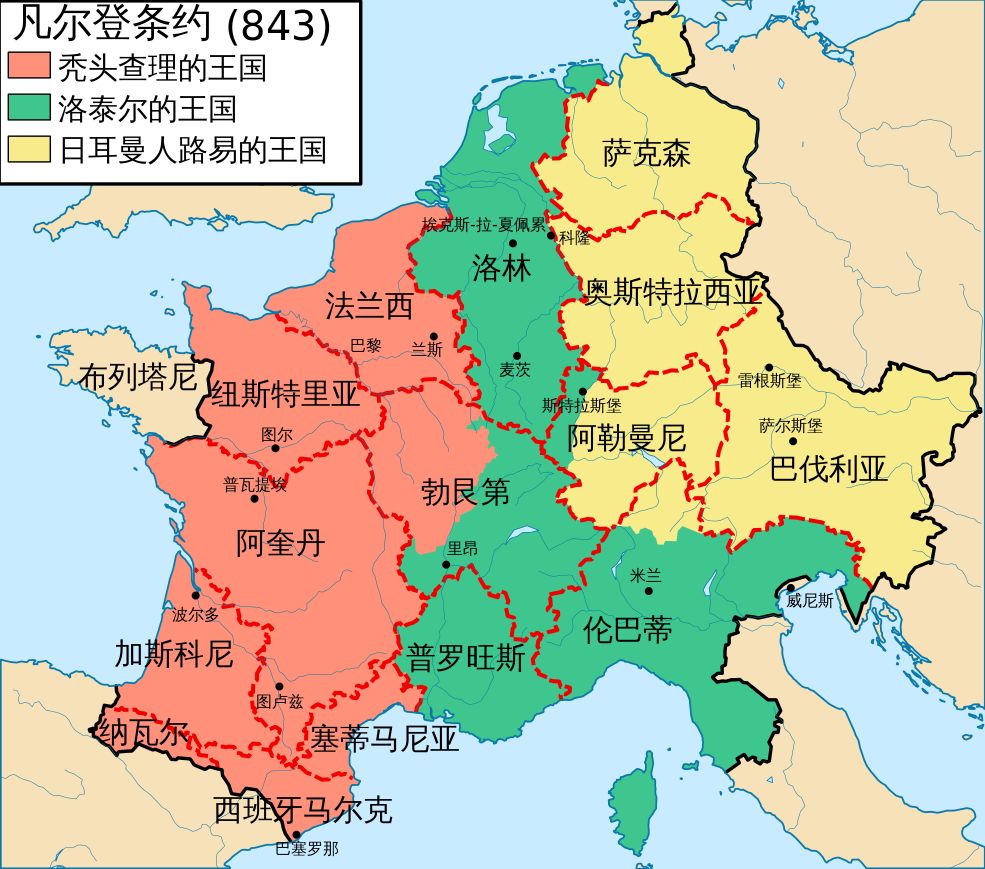 凡尔登条约 (843)
秃头查理的王国
洛泰尔的王国
日耳曼人路易的王国
萨克森
埃克斯-拉-夏佩累
科隆
洛林
奥斯特拉西亚
法兰西
巴黎
兰斯
麦茨
雷根斯堡
布列塔尼
纽斯特里亚
斯特拉斯堡
萨尔斯堡
图尔
阿勒曼尼
巴伐利亚
普瓦提埃
勃艮第
阿奎丹
里昂
米兰
威尼斯
波尔多
伦巴蒂
加斯科尼
普罗旺斯
图卢兹
纳瓦尔
塞蒂马尼亚
西班牙马尔克
巴塞罗那